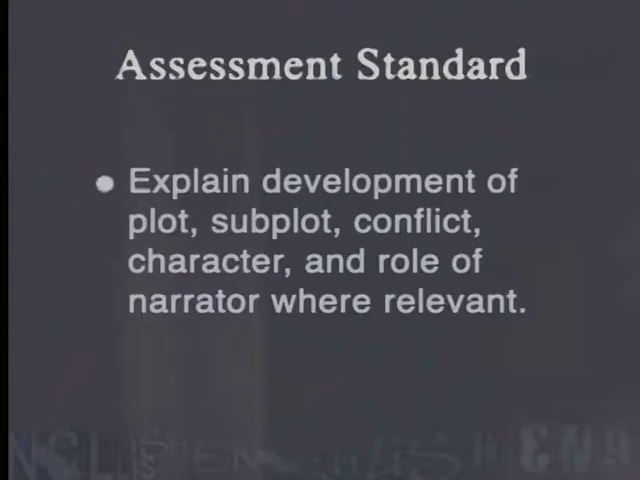 Assessment Standard
● Explain development of
plot, subplot, conflict,
character, and role of
narrator where relevant.